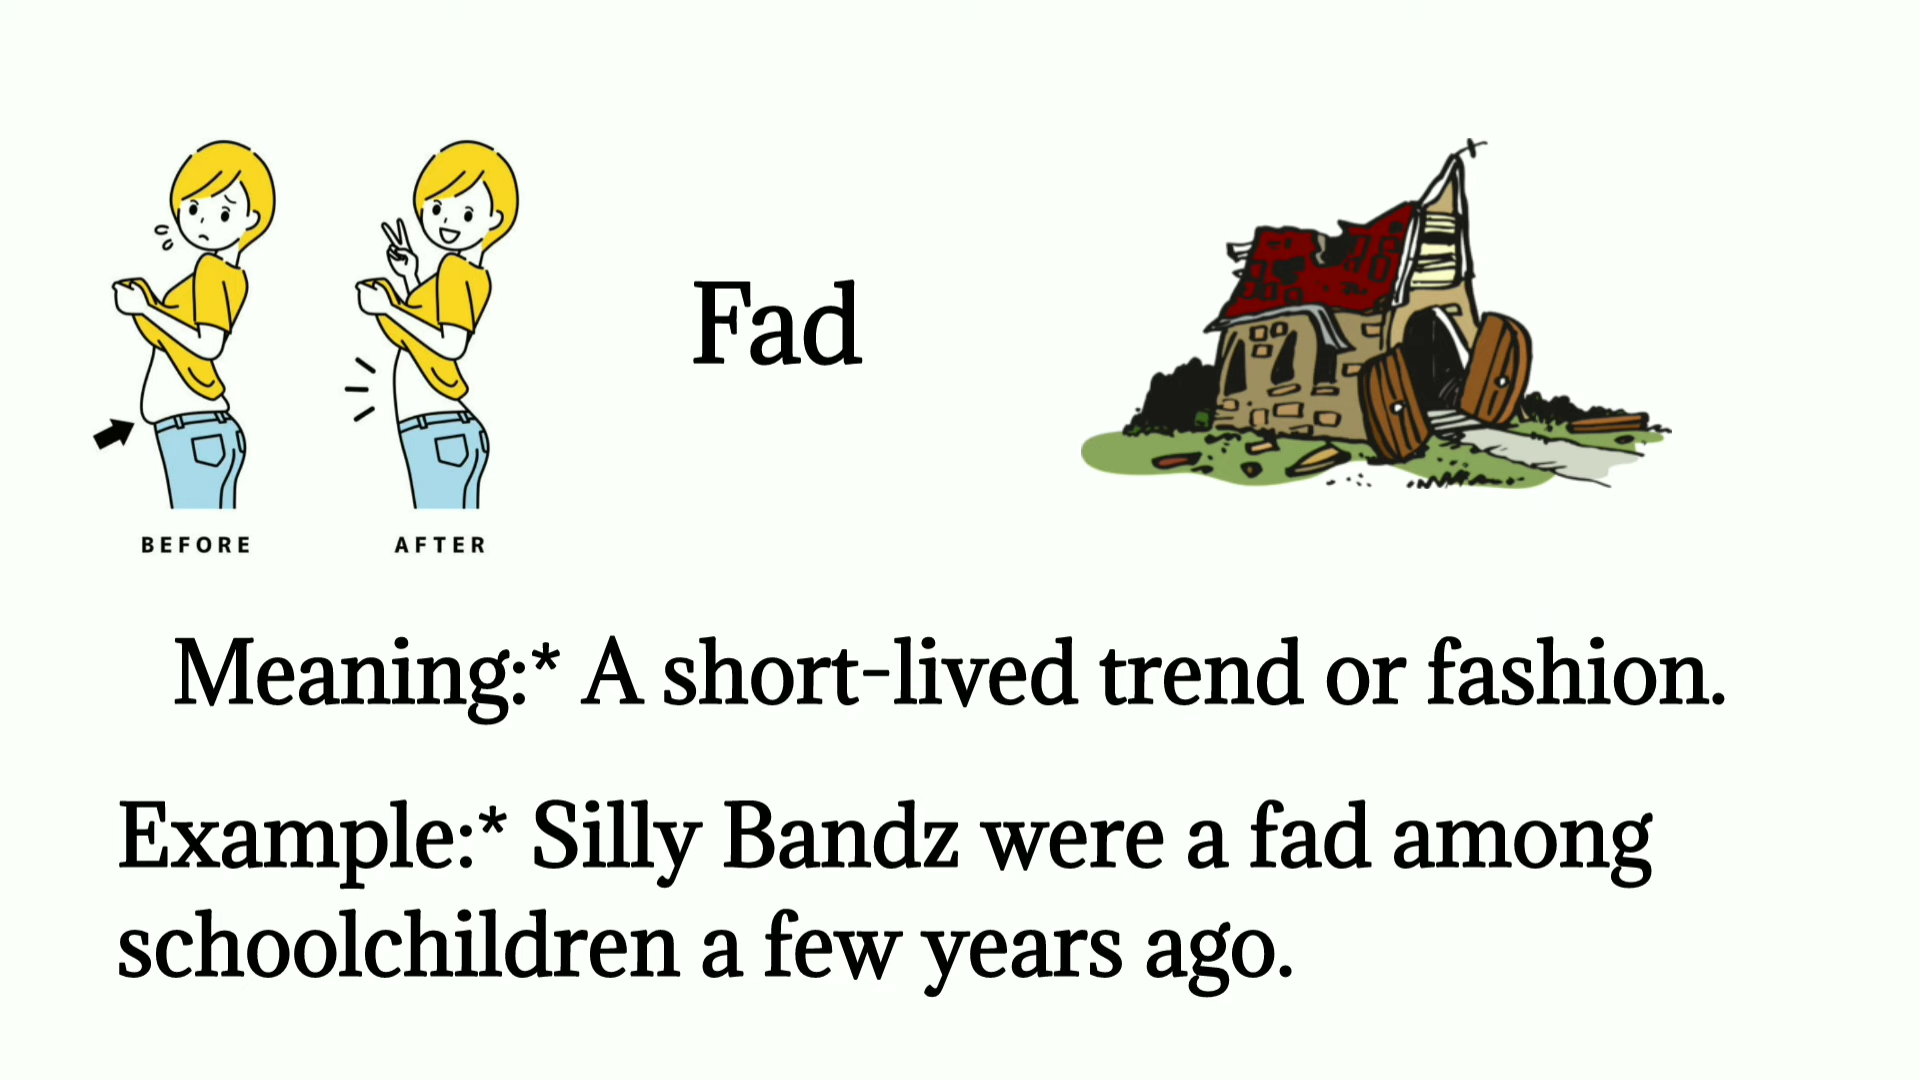 Fad
BEFORE
AFTER
Meaning:* A short-lived trend or fashion.
Example:* Silly Bandz were a fad among
schoolchildren a few years ago.